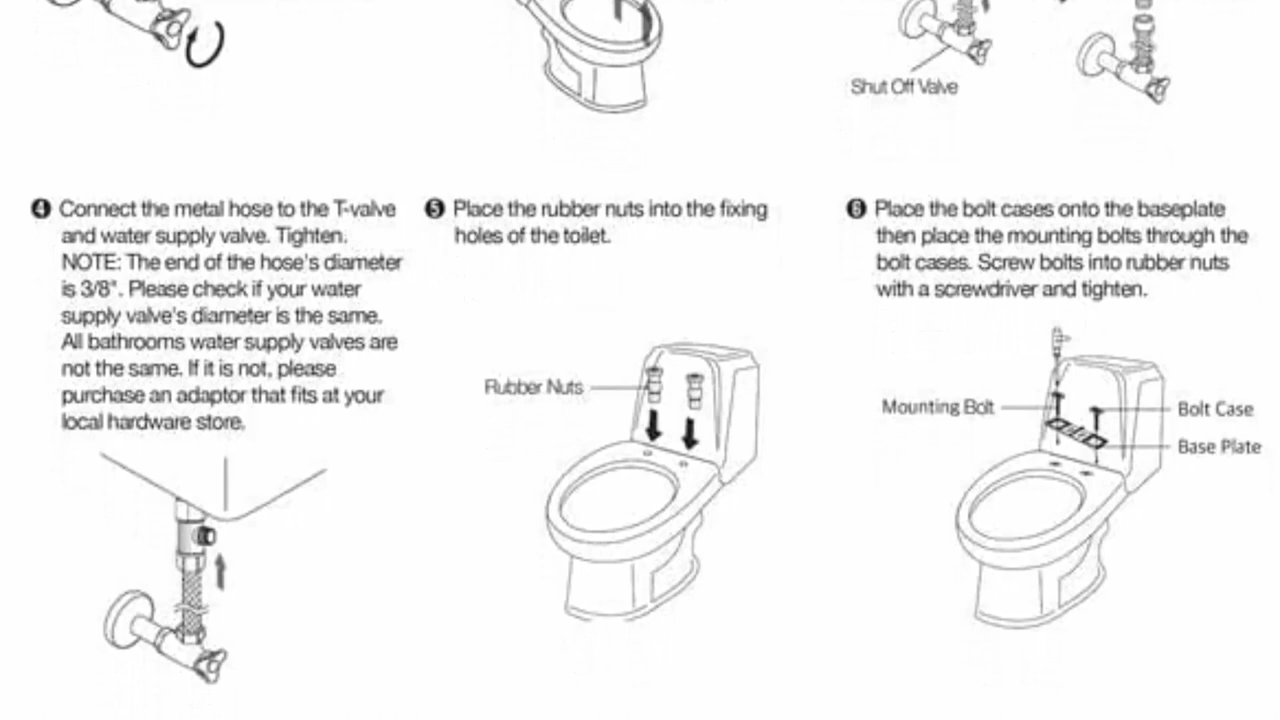 Shut Off Valve
❹ Connect the metal hose to the T-valve
and water supply valve. Tighten.
NOTE: The end of the hose's diameter
is 3/8". Please check if your water
supply valve's diameter is the same.
All bathrooms water supply valves are
not the same. If it is not, please
purchase an adaptor that fits at your
local hardware store.
❺ Place the rubber nuts into the fixing
holes of the toilet.
Rubber Nuts
❻ Place the bolt cases onto the baseplate
then place the mounting bolts through the
bolt cases. Screw bolts into rubber nuts
with a screwdriver and tighten.
Mounting Bolt
Bolt Case
Base Plate